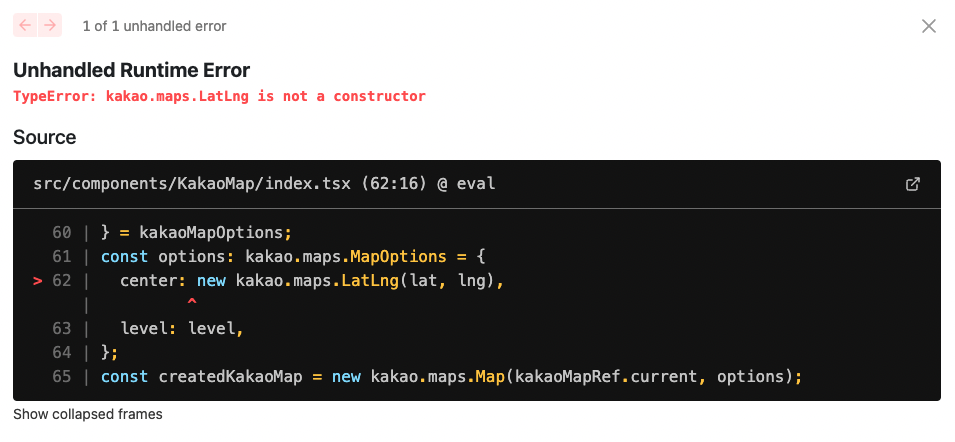 1 of 1 unhandled error
Unhandled Runtime Error
TypeError: kakao.maps.LatLng is not a constructor
Source
src/components/KakaoMap/index.tsx (62:16) @ eval
60 | } = kakaoMapOptions;
61 | const options: kakao.maps.MapOptions = {
> 62 |   center: new kakao.maps.LatLng(lat, lng),
|           ^
63 |   level: level,
64 | };
65 | const createdKakaoMap = new kakao.maps.Map(kakaoMapRef.current, options);
Show collapsed frames